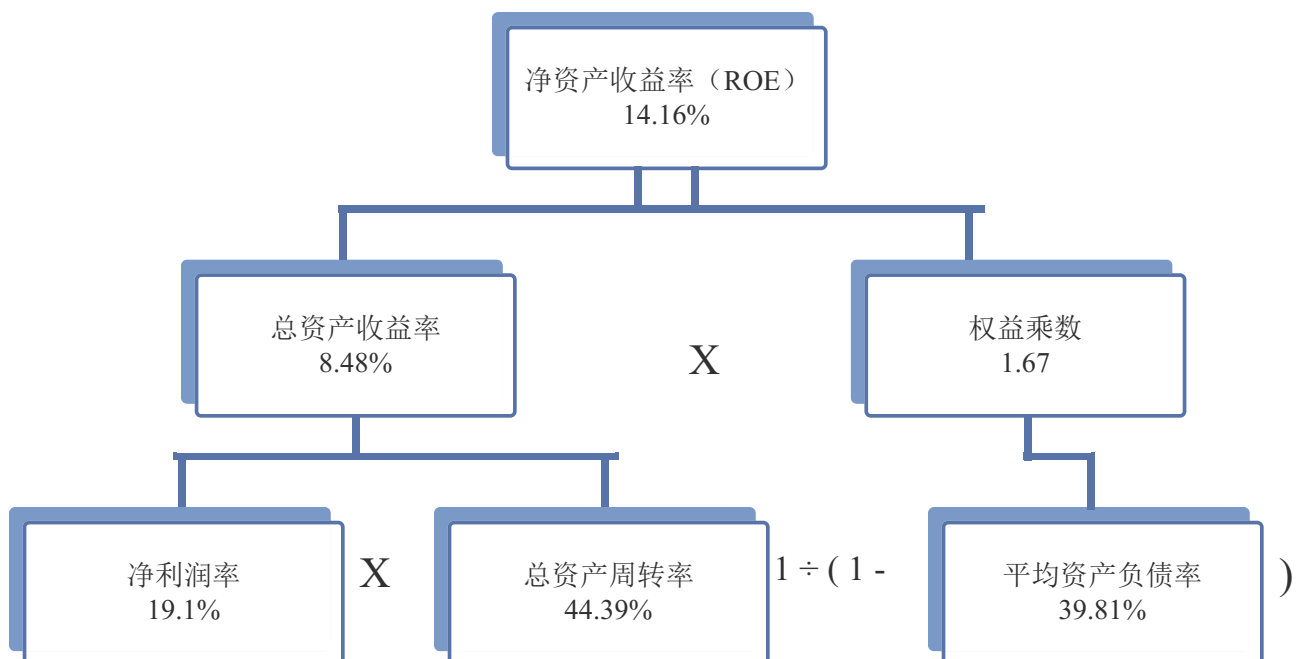 净资产收益率（ROE）
14.16%
总资产收益率
8.48%
X
权益乘数
1.67
净利润率
19.1%
X
总资产周转率
44.39%
1 ÷ ( 1 -
平均资产负债率
39.81%
)